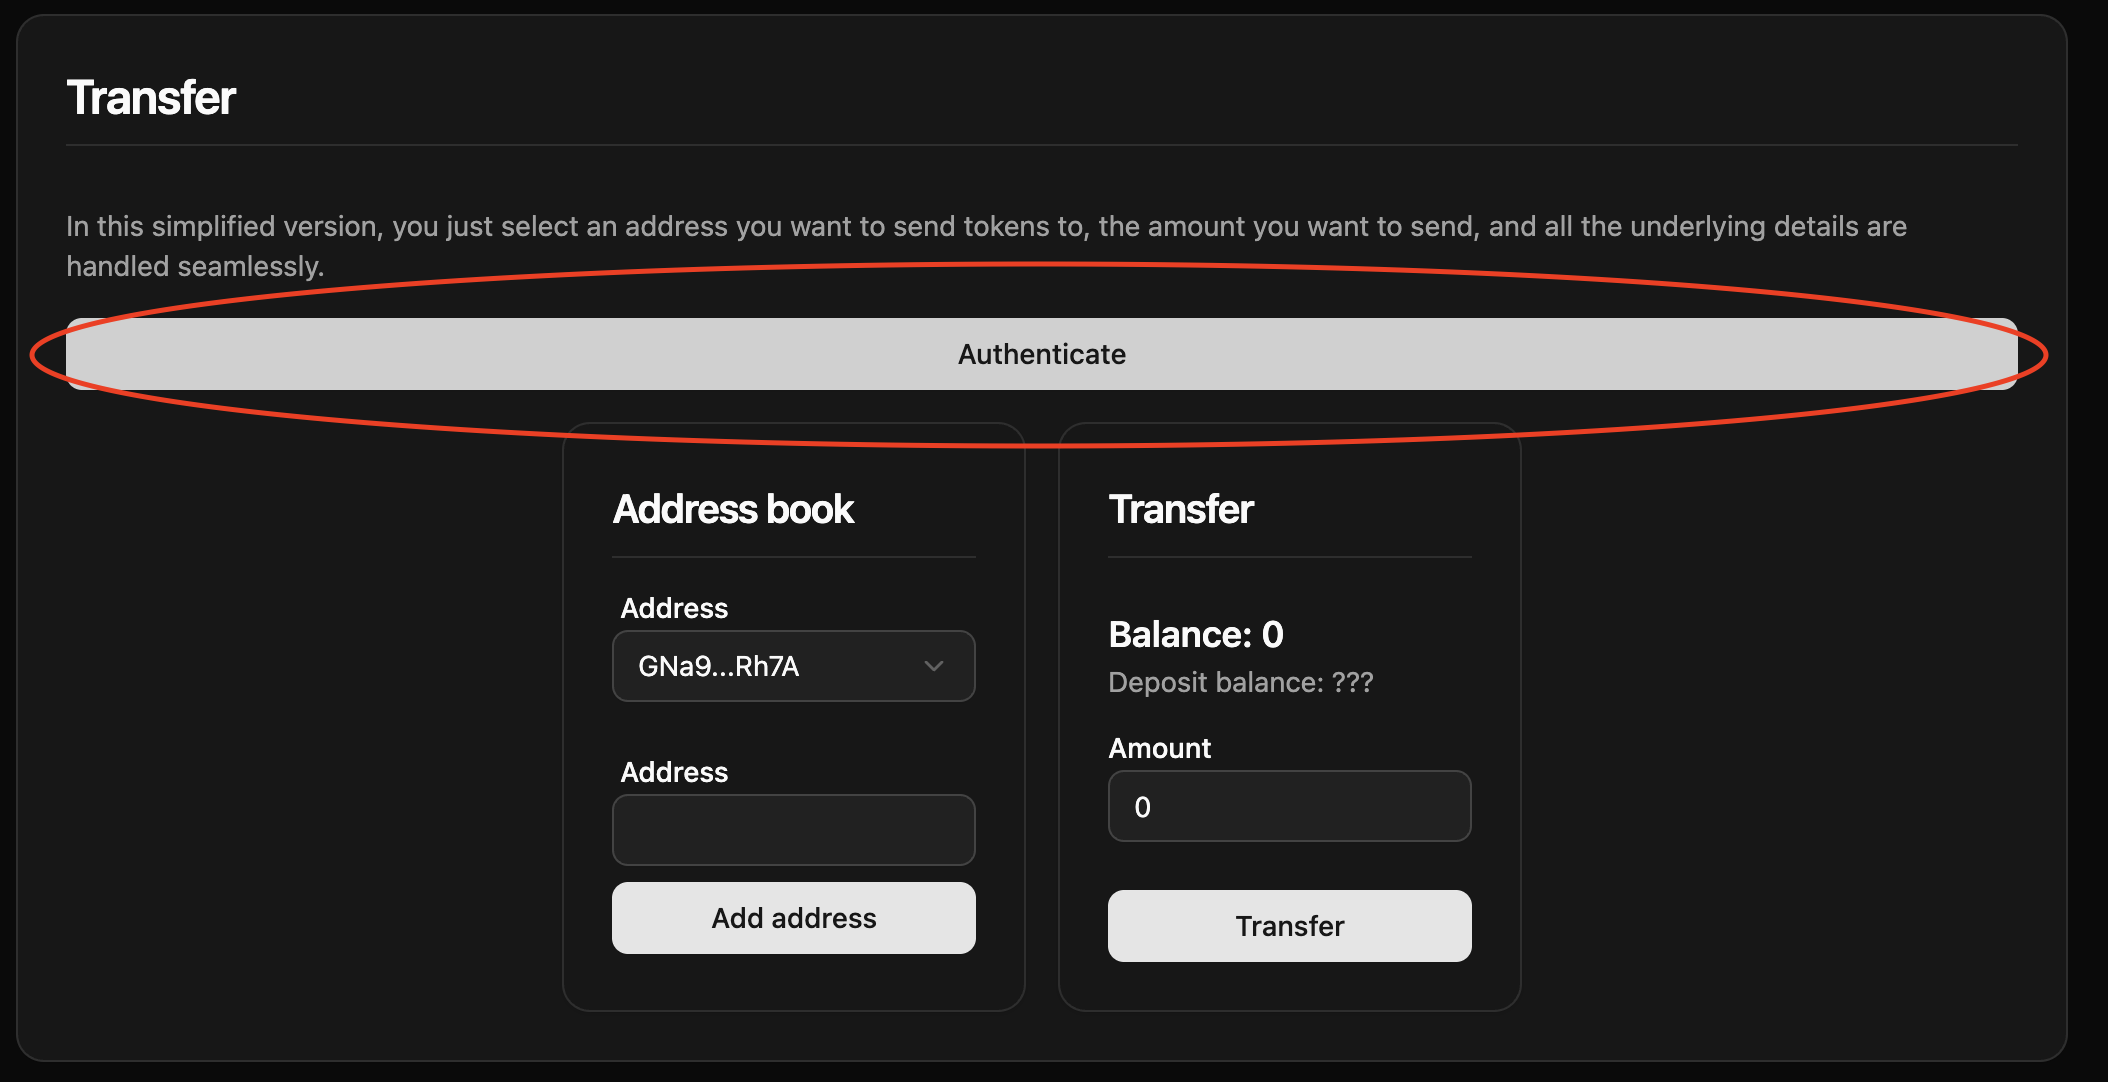 Transfer
In this simplified version, you just select an address you want to send tokens to, the amount you want to send, and all the underlying details are
handled seamlessly.
Authenticate
Address book
Address
GNa9...Rh7A
Address
Add address
Transfer
Balance: 0
Deposit balance: ???
Amount
0
Transfer